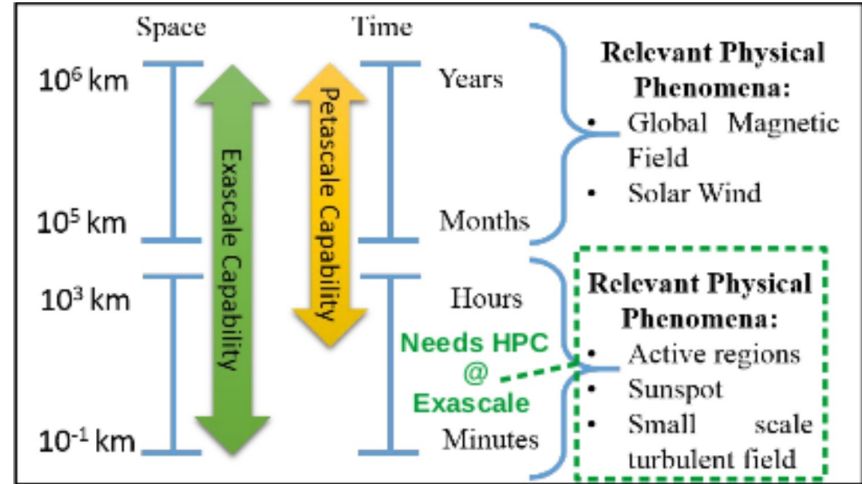 Space
Time
10⁶ km
10⁵ km
10³ km
10⁻¹ km
Exascale Capability
Petascale Capability
Years
Months
Hours
Minutes
Relevant Physical
Phenomena:
• Global Magnetic
Field
• Solar Wind
Needs HPC
@
Exascale
Relevant Physical
Phenomena:
• Active regions
• Sunspot
• Small scale
turbulent field